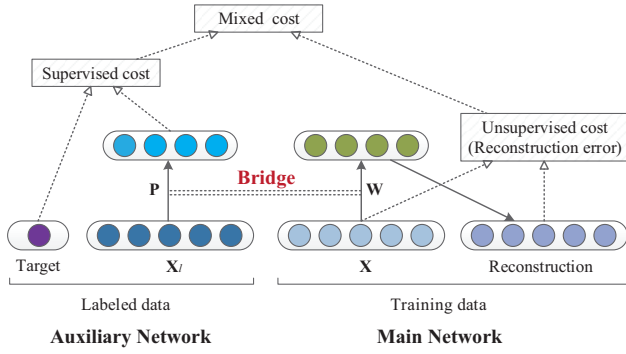 Mixed cost
Supervised cost
Unsupervised cost
(Reconstruction error)
Bridge
P
W
Target
Xl
X
Reconstruction
Labeled data
Training data
Auxiliary Network
Main Network